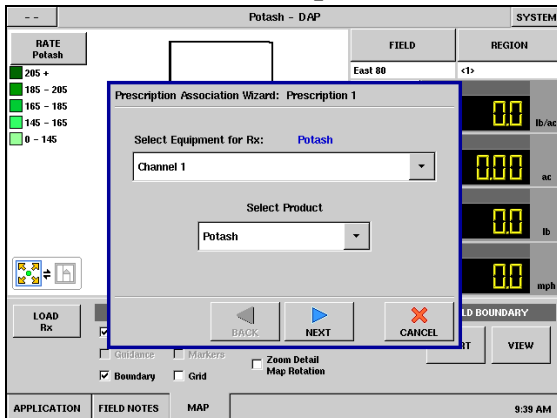 - -
Potash - DAP
SYSTEM
RATE
Potash
FIELD
REGION
205 +
East 80
<1>
185 - 205
165 - 185
145 - 165
0 - 145
Prescription Association Wizard: Prescription 1
Select Equipment for Rx: Potash
Channel 1
Select Product
Potash
BACK
NEXT
CANCEL
0.0 lb/ac
0.00 ac
0.0 lb
0.0 mph
LOAD
Rx
LD BOUNDARY
RT
VIEW
Guidance
Markers
Zoom Detail
Boundary
Grid
Map Rotation
APPLICATION
FIELD NOTES
MAP
9:39 AM